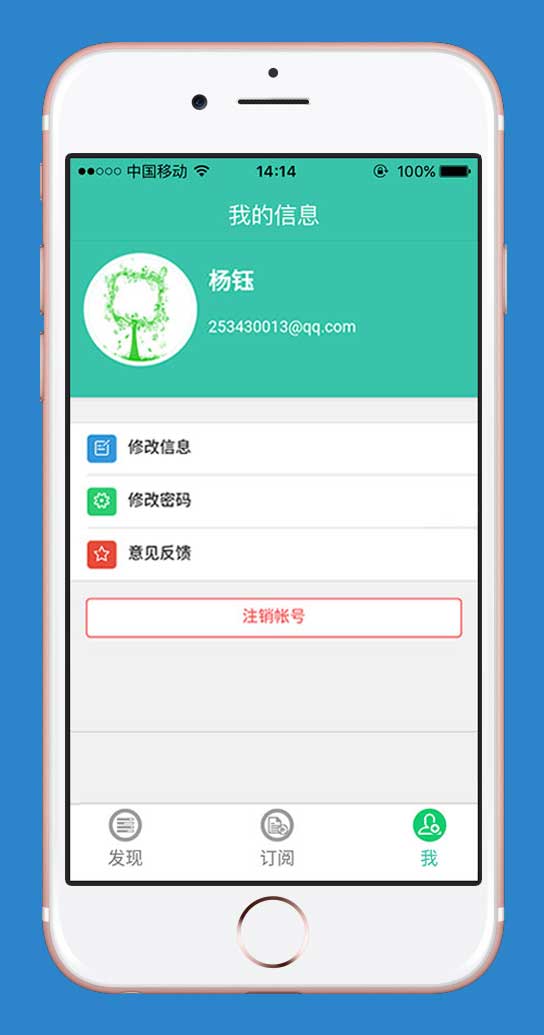 中国移动 14:14 100%
我的信息
杨钰
253430013@qq.com
修改信息
修改密码
意见反馈
注销帐号
发现 订阅 我